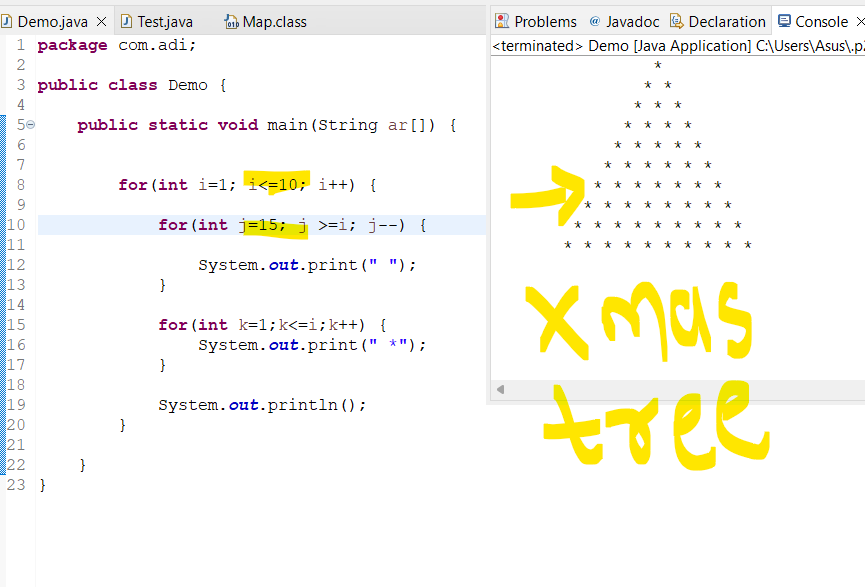 Demo.java Test.java Map.class
1 package com.adi;
2
3 public class Demo {
4
5 public static void main(String ar[]) {
6
7
8 for(int i=1; i<=10; i++) {
9
10 for(int j=15; j >=i; j--) {
11
12 System.out.print(" ");
13 }
14
15 for(int k=1;k<=i;k++) {
16 System.out.print(" *");
17 }
18
19 System.out.println();
20 }
21
22 }
23 }
Problems @ Javadoc Declaration Console
<terminated> Demo [Java Application] C:\Users\Asus\.p2
*
* *
* * *
* * * *
* * * * *
* * * * * *
* * * * * * *
* * * * * * * *
* * * * * * * * *
* * * * * * * * * *
xmas
tree